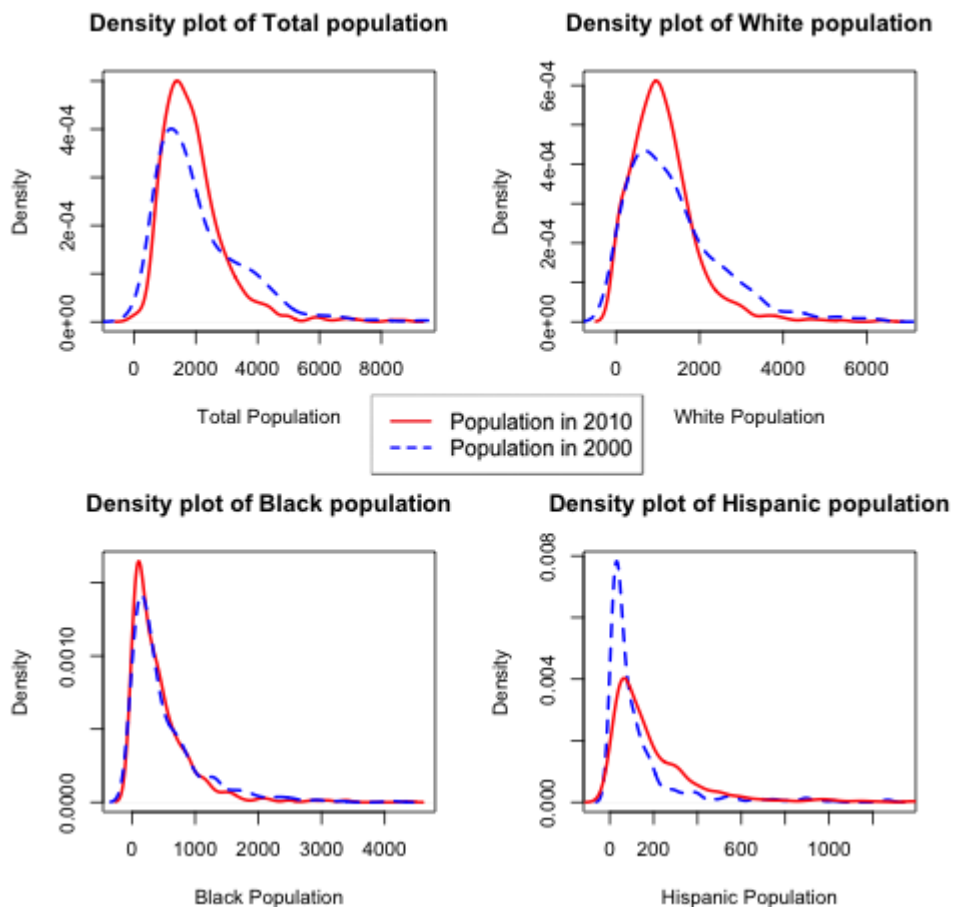 Density plot of Total population
Density
0e+00 2e-04 4e-04
0 2000 4000 6000 8000
Total Population
Density plot of White population
Density
0e+00 2e-04 4e-04 6e-04
0 2000 4000 6000
White Population
Population in 2010
Population in 2000
Density plot of Black population
Density
0.0000 0.0010
0 1000 2000 3000 4000
Black Population
Density plot of Hispanic population
Density
0.000 0.004 0.008
0 200 600 1000
Hispanic Population